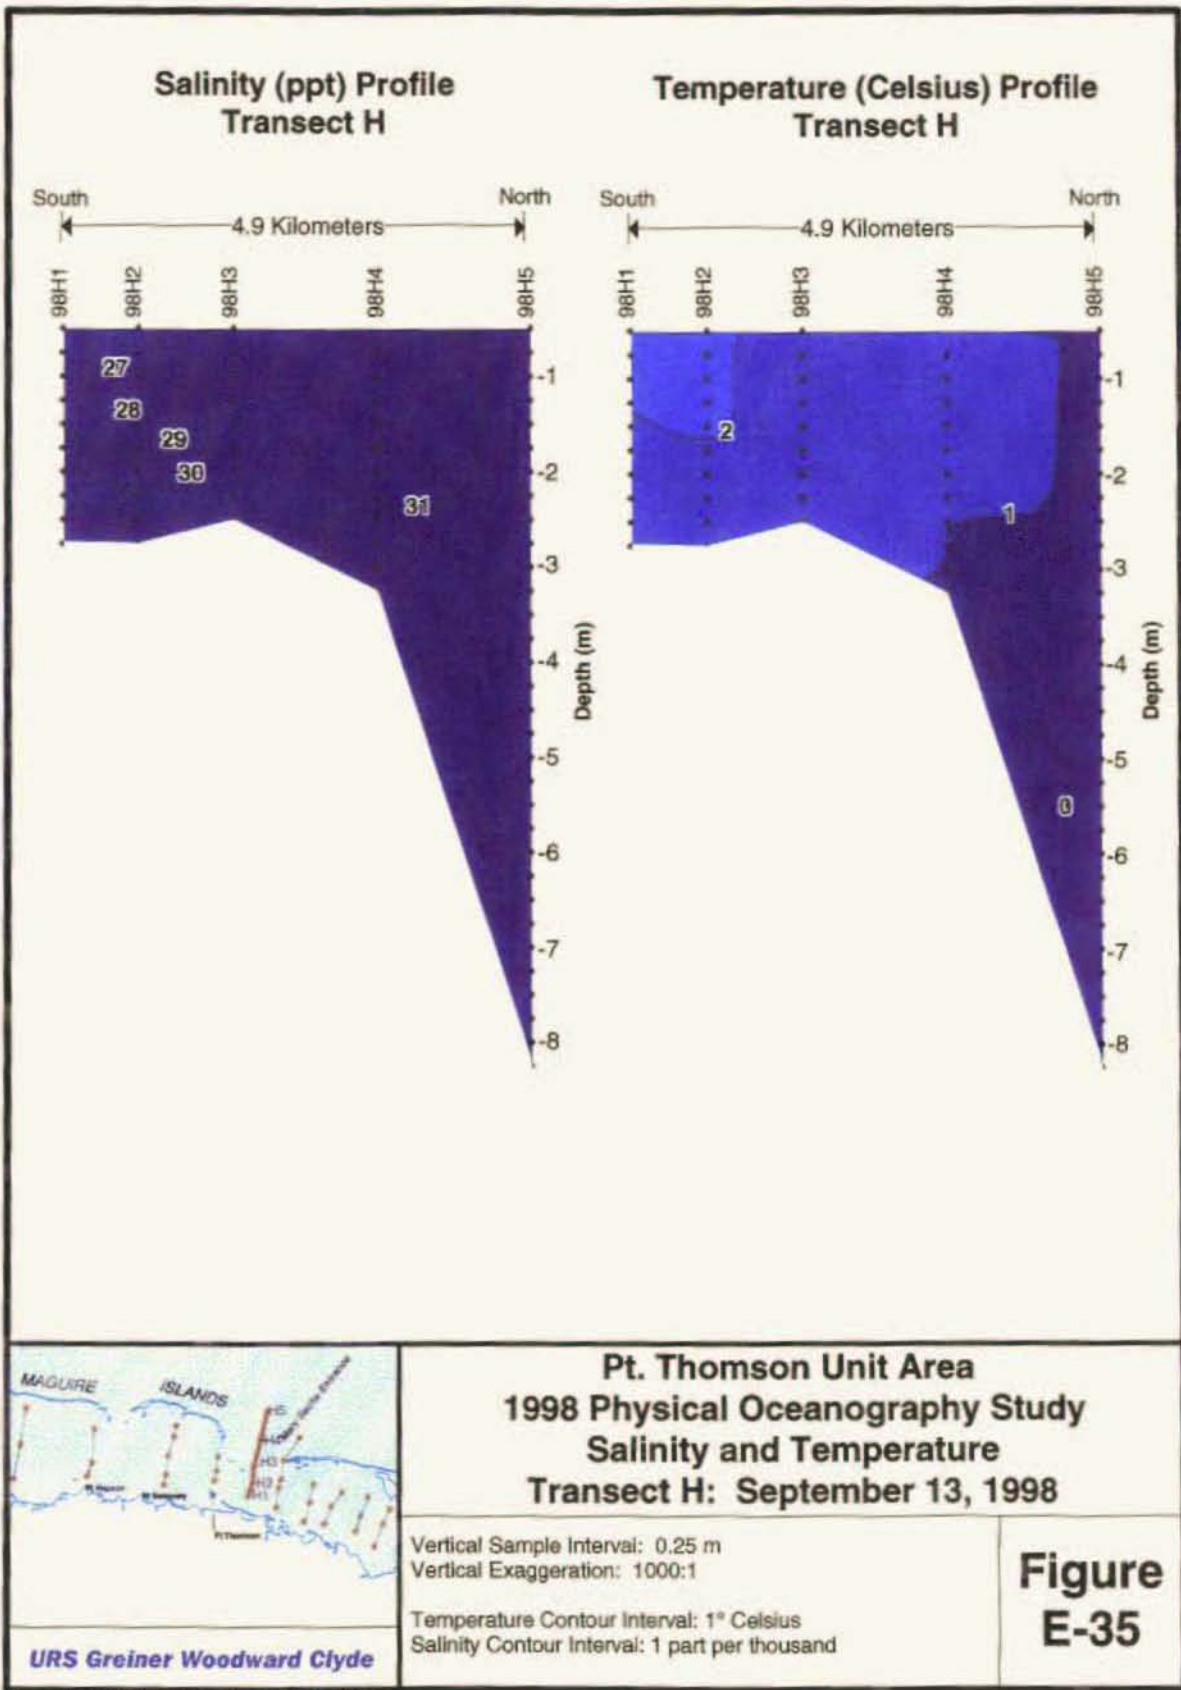 Salinity (ppt) Profile
Transect H
South
North
4.9 Kilometers
98H1
98H2
98H3
98H4
98H5
27
28
29
30
31
-1
-2
-3
-4
-5
-6
-7
-8
Depth (m)
Temperature (Celsius) Profile
Transect H
South
North
4.9 Kilometers
98H1
98H2
98H3
98H4
98H5
2
1
0
-1
-2
-3
-4
-5
-6
-7
-8
Depth (m)
MAGUIRE
ISLANDS
H5
H3
Pt Thomson
URS Greiner Woodward Clyde
Pt. Thomson Unit Area
1998 Physical Oceanography Study
Salinity and Temperature
Transect H: September 13, 1998
Vertical Sample Interval: 0.25 m
Vertical Exaggeration: 1000:1
Temperature Contour Interval: 1° Celsius
Salinity Contour Interval: 1 part per thousand
Figure
E-35